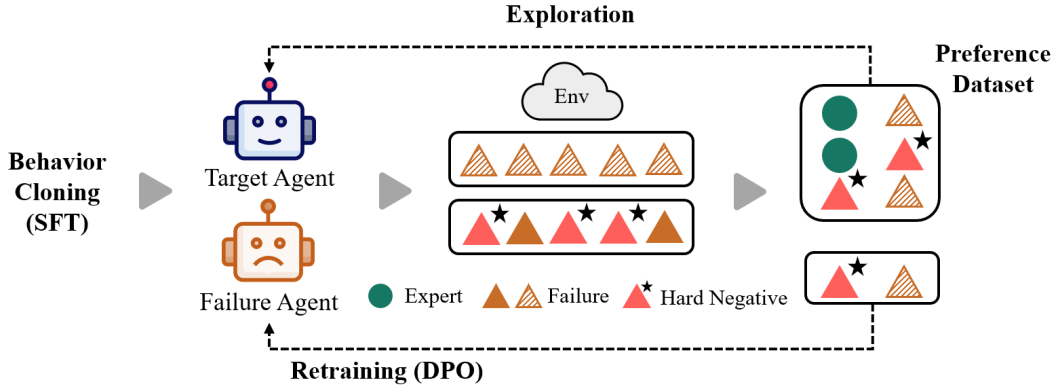 Exploration
Preference
Dataset
Env
Behavior
Cloning
(SFT)
Target Agent
Failure Agent
Expert
Failure
Hard Negative
Retraining (DPO)